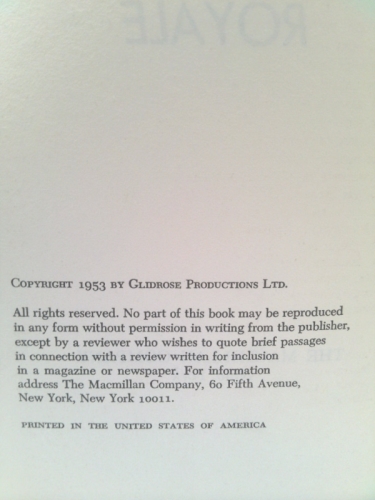 ROYALE
COPYRIGHT 1953 BY GLIDROSE PRODUCTIONS LTD.
All rights reserved. No part of this book may be reproduced
in any form without permission in writing from the publisher,
except by a reviewer who wishes to quote brief passages
in connection with a review written for inclusion
in a magazine or newspaper. For information
address The Macmillan Company, 60 Fifth Avenue,
New York, New York 10011.
PRINTED IN THE UNITED STATES OF AMERICA